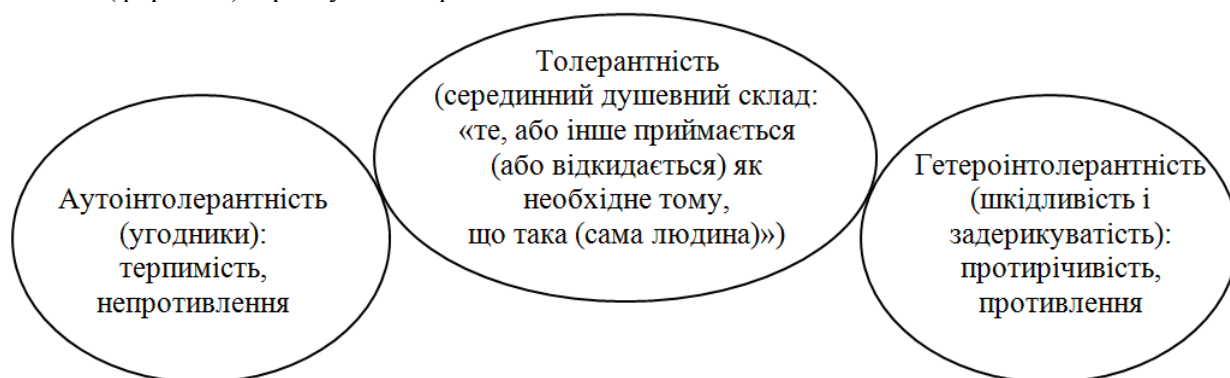 Толерантність
(серединний душевний склад:
«те, або інше приймається
(або відкидається) як
необхідне тому,
що така (сама людина)»)
Аутоінтолерантність
(угодники):
терпимість,
непротивлення
Гетероінтолерантність
(шкідливість і
задерикуватість):
протирічивість,
противлення